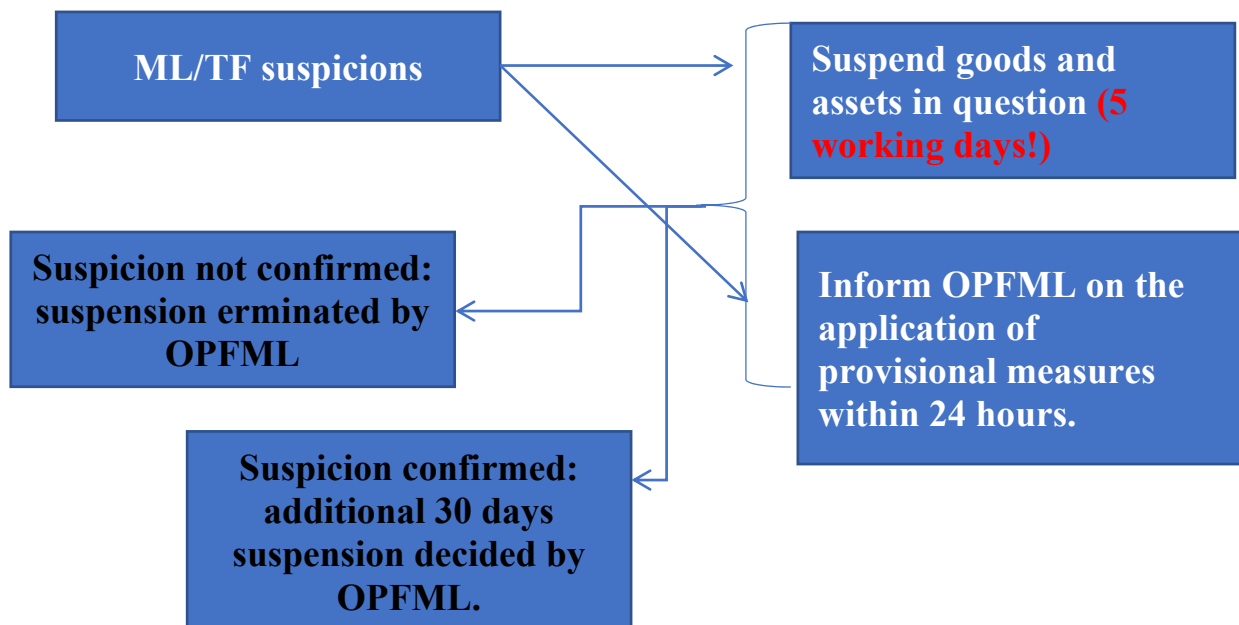 ML/TF suspicions
Suspend goods and
assets in question (5
working days!)
Suspicion not confirmed:
suspension erminated by
OPFML
Inform OPFML on the
application of
provisional measures
within 24 hours.
Suspicion confirmed:
additional 30 days
suspension decided by
OPFML.